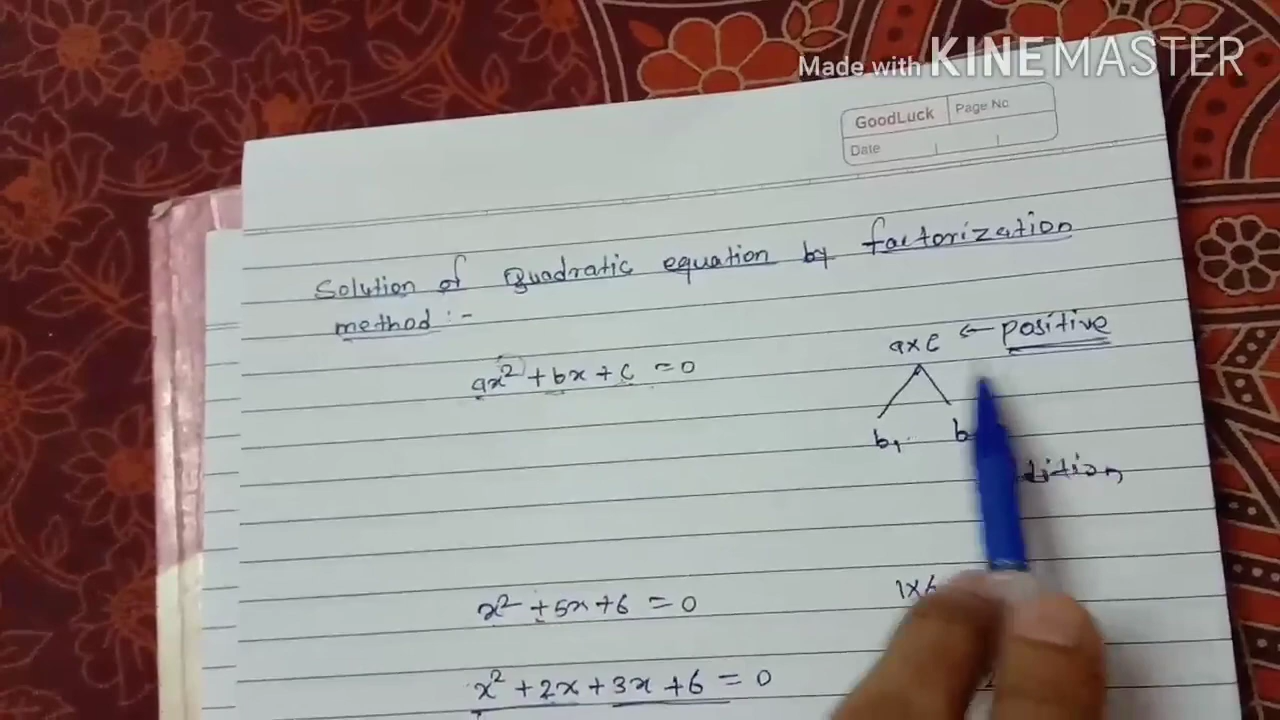 Made with KINEMASTER
GoodLuck Page No
Date
Solution of Quadratic equation by factorization
method :-
a×c ← positive
ax² + bx + c = 0
b₁
x² + 5x + 6 = 0
x² + 2x + 3x + 6 = 0